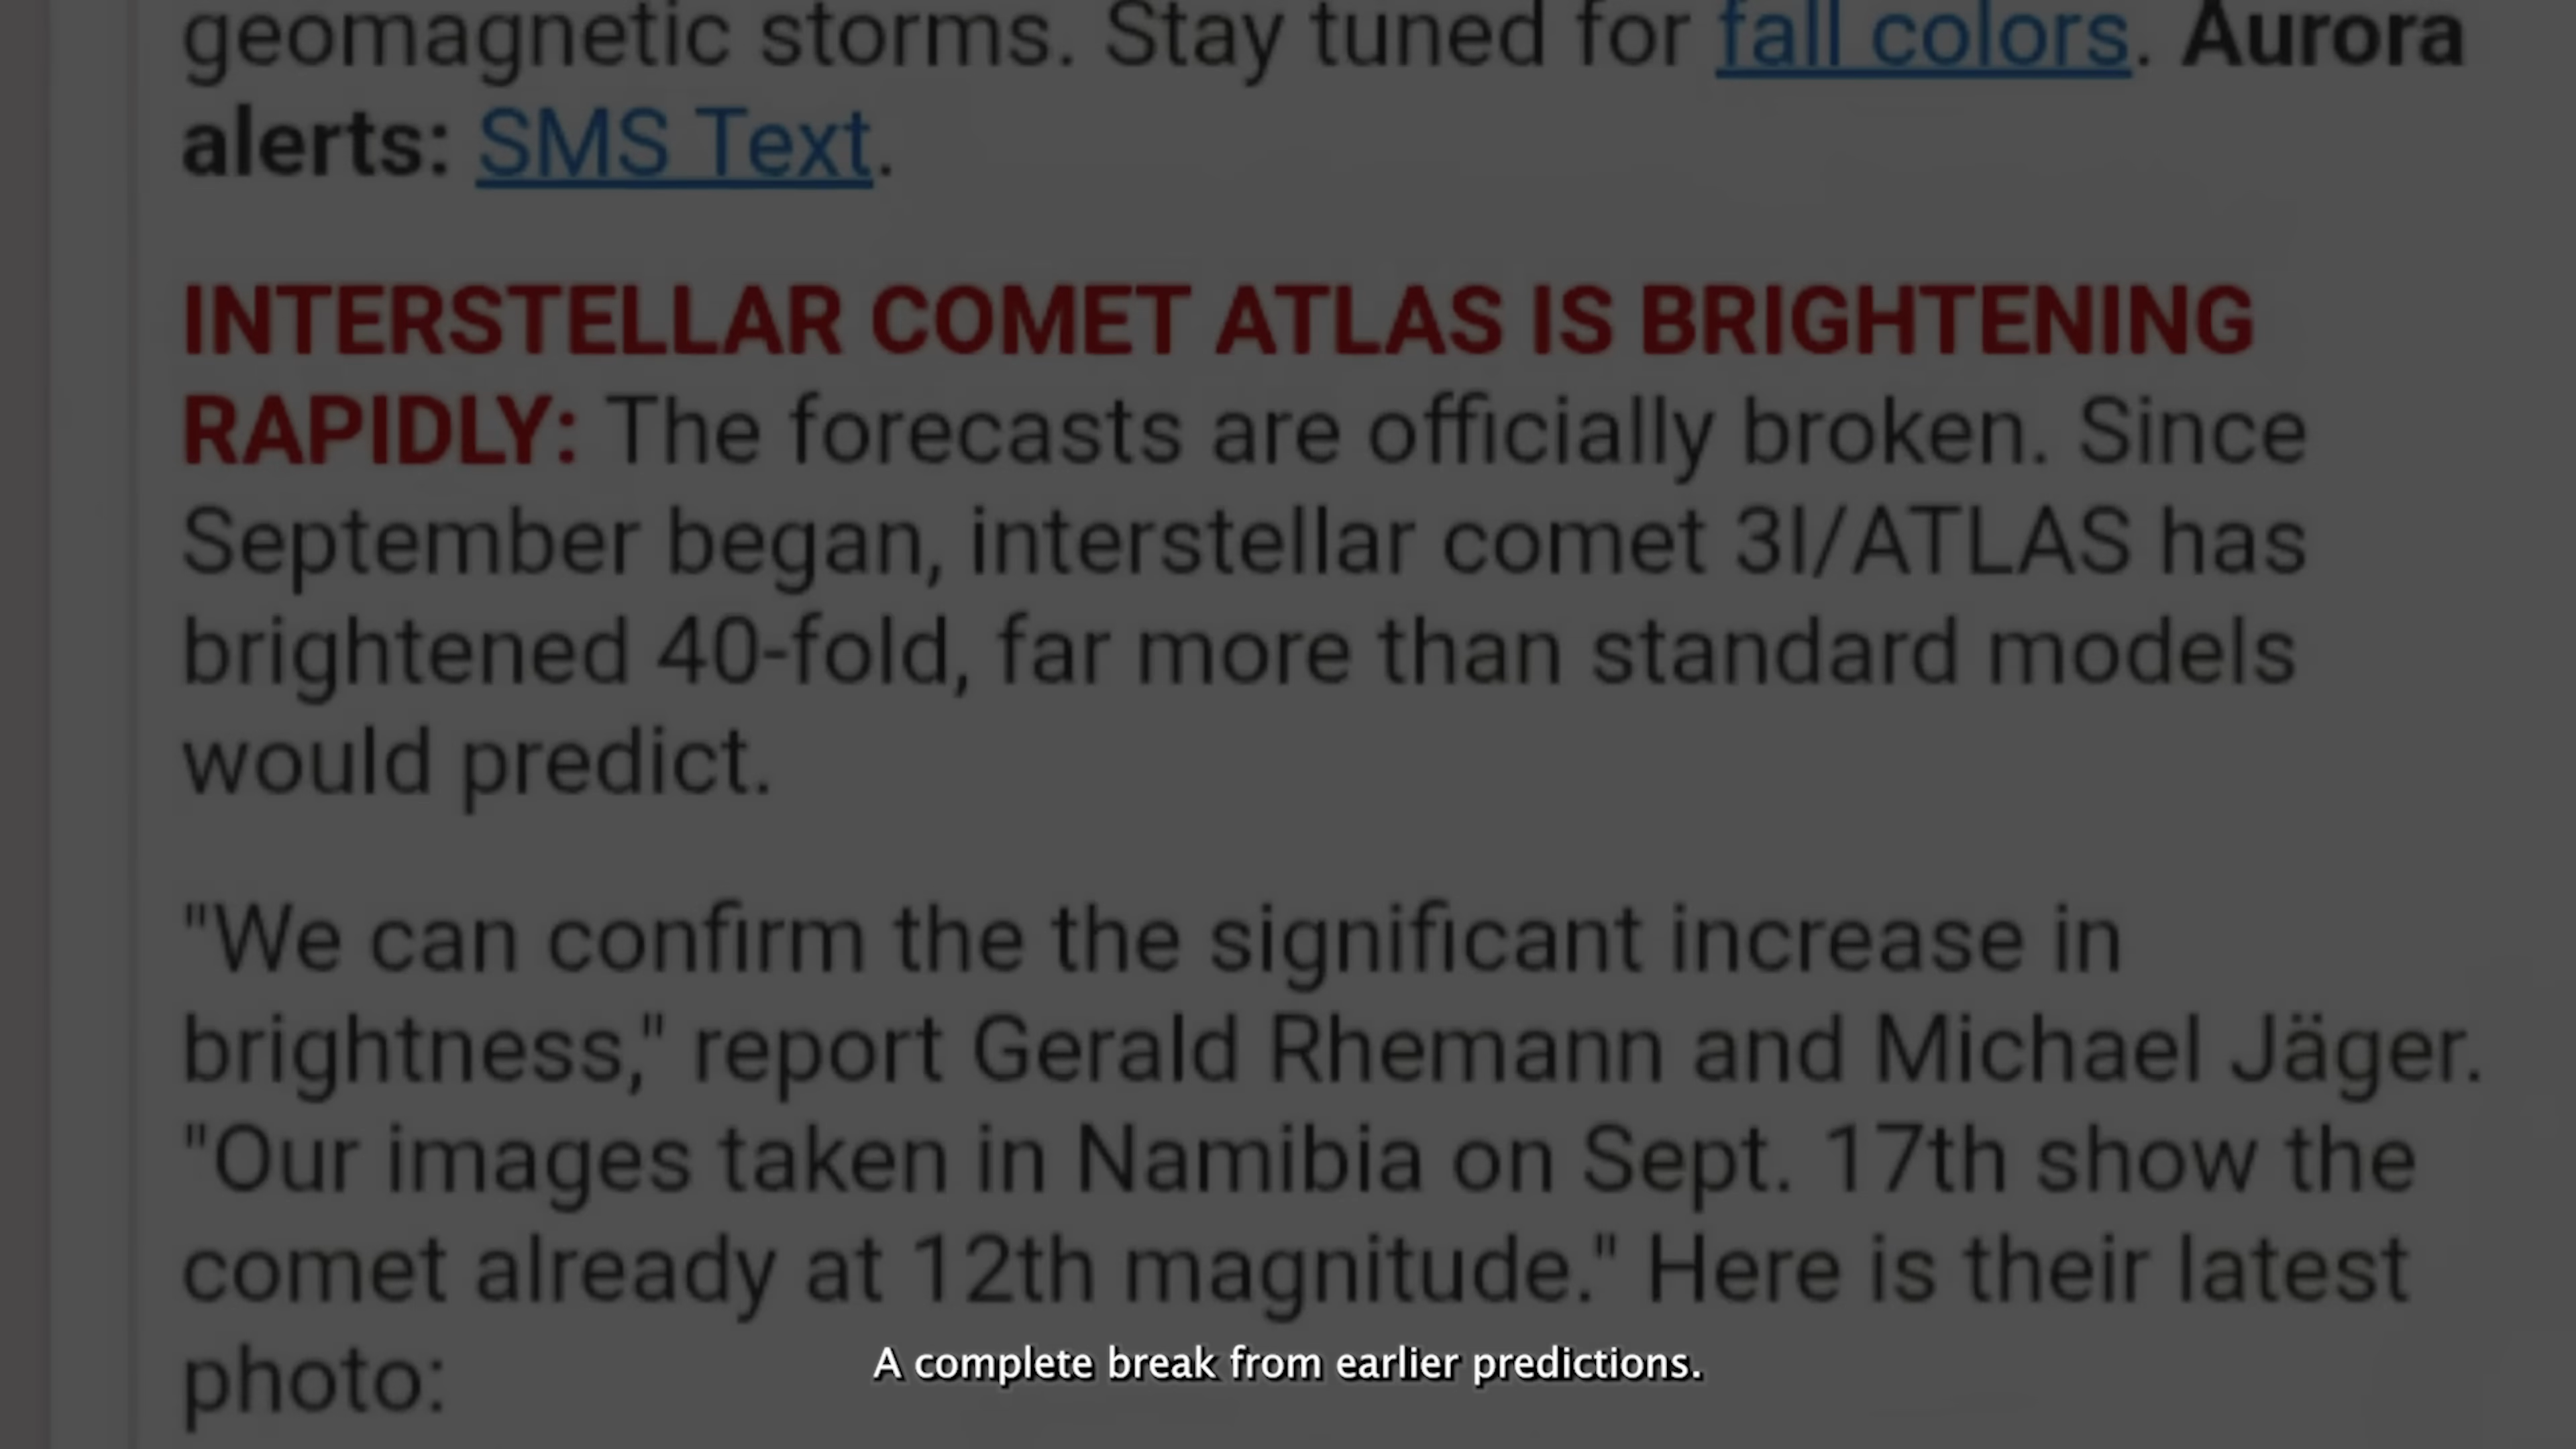 geomagnetic storms. Stay tuned for fall colors. Aurora
alerts: SMS Text.
INTERSTELLAR COMET ATLAS IS BRIGHTENING
RAPIDLY: The forecasts are officially broken. Since
September began, interstellar comet 3I/ATLAS has
brightened 40-fold, far more than standard models
would predict.
"We can confirm the the significant increase in
brightness," report Gerald Rhemann and Michael Jäger.
"Our images taken in Namibia on Sept. 17th show the
comet already at 12th magnitude." Here is their latest
photo:
A complete break from earlier predictions.